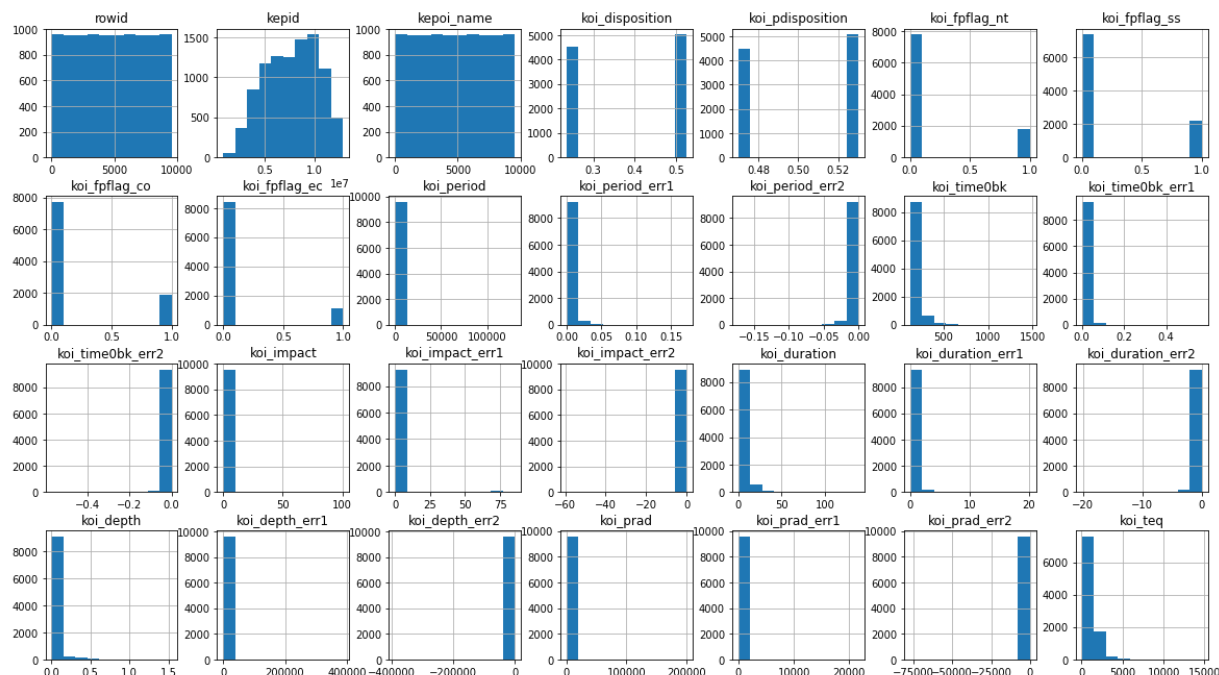 rowid kepid kepoi_name koi_disposition koi_pdisposition koi_fpflag_nt koi_fpflag_ss
1000 800 600 400 200 0 0 5000 10000
1500 1000 500 0 0.5 1.0 1e7
1000 800 600 400 200 0 0 5000 10000
5000 4000 3000 2000 1000 0 0.3 0.4 0.5
5000 4000 3000 2000 1000 0 0.48 0.50 0.52
8000 6000 4000 2000 0 0.0 0.5 1.0
6000 4000 2000 0 0.0 0.5 1.0
koi_fpflag_co koi_fpflag_ec koi_period koi_period_err1 koi_period_err2 koi_time0bk koi_time0bk_err1
8000 6000 4000 2000 0 0.0 0.5 1.0
8000 6000 4000 2000 0 0.0 0.5 1.0
10000 8000 6000 4000 2000 0 0 50000 100000
8000 6000 4000 2000 0 0.00 0.05 0.10 0.15
8000 6000 4000 2000 0 −0.15 −0.10 −0.05 −0.00
8000 6000 4000 2000 0 500 1000 1500
8000 6000 4000 2000 0 0.0 0.2 0.4
koi_time0bk_err2 koi_impact koi_impact_err1 koi_impact_err2 koi_duration koi_duration_err1 koi_duration_err2
8000 6000 4000 2000 0 −0.4 −0.2 0.0
10000 8000 6000 4000 2000 0 0 50 100
8000 6000 4000 2000 0 0 25 50 75
10000 8000 6000 4000 2000 0 −60 −40 −20 0
8000 6000 4000 2000 0 0 50 100
8000 6000 4000 2000 0 0 10 20
8000 6000 4000 2000 0 −20 −10 0
koi_depth koi_depth_err1 koi_depth_err2 koi_prad koi_prad_err1 koi_prad_err2 koi_teq
8000 6000 4000 2000 0 0.0 0.5 1.0 1.5
10000 8000 6000 4000 2000 0 0 200000 400000
10000 8000 6000 4000 2000 0 −400000 −200000 0
10000 8000 6000 4000 2000 0 0 100000 200000
10000 8000 6000 4000 2000 0 0 10000 20000
10000 8000 6000 4000 2000 0 −75000 −50000 −25000 0
6000 4000 2000 0 0 5000 10000 15000